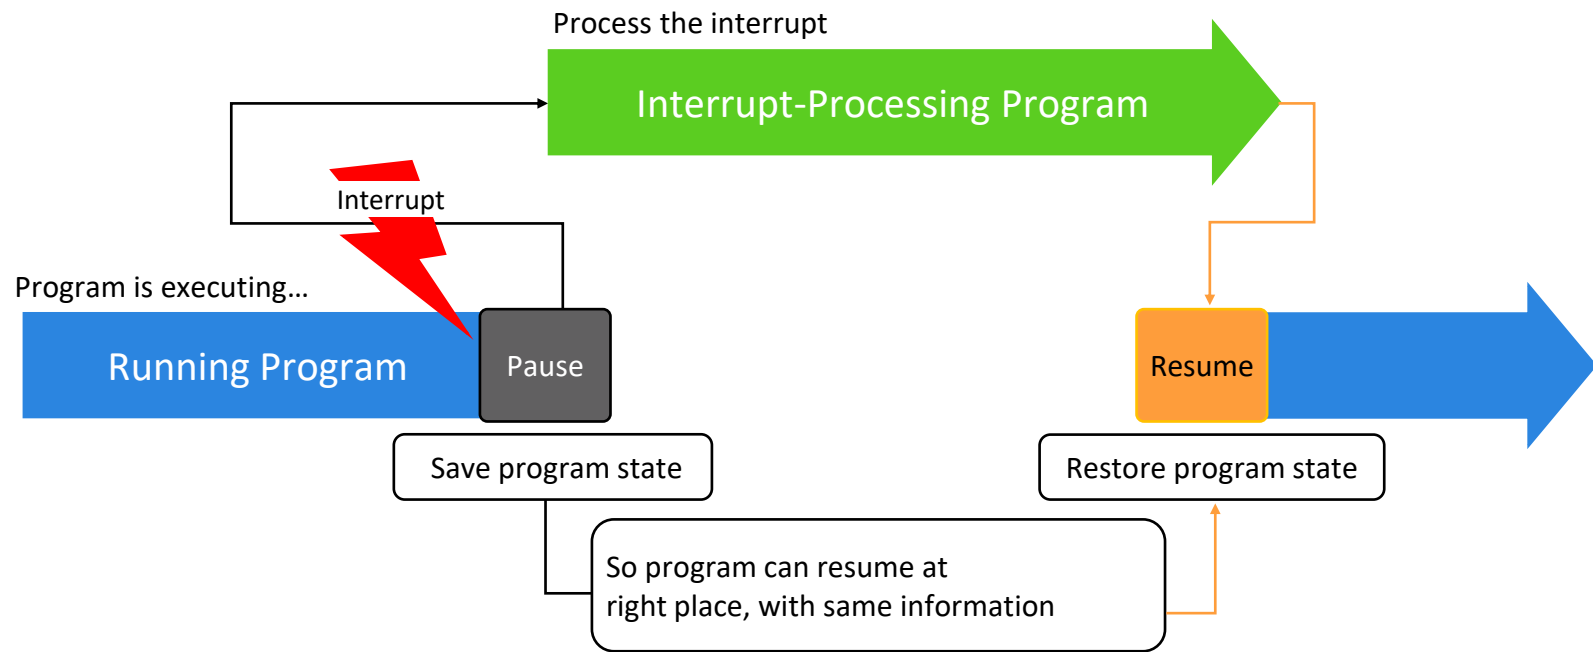 Process the interrupt
Interrupt-Processing Program
Interrupt
Program is executing…
Running Program
Pause
Resume
Save program state
Restore program state
So program can resume at
right place, with same information